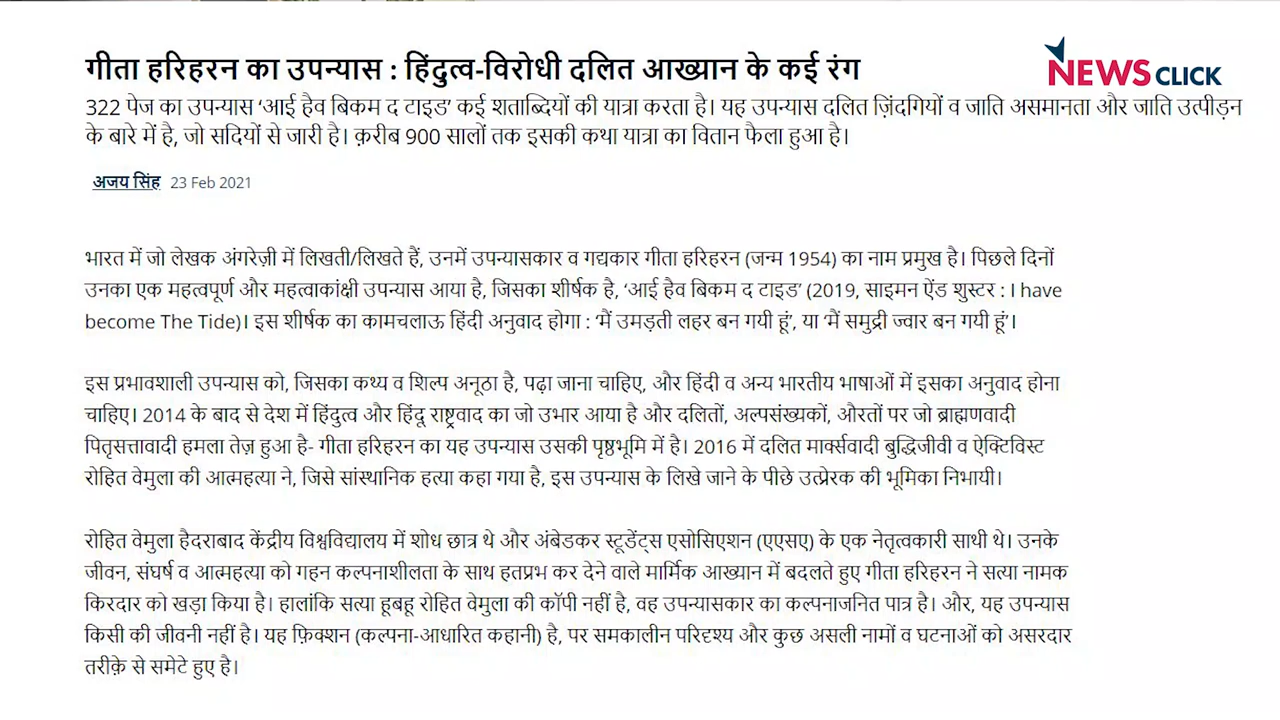 गीता हरिहरन का उपन्यास : हिंदुत्व-विरोधी दलित आख्यान के कई रंग
NEWS CLICK
322 पेज का उपन्यास ‘आई हैव बिकम द टाइड’ कई शताब्दियों की यात्रा करता है। यह उपन्यास दलित ज़िंदगियों व जाति असमानता और जाति उत्पीड़न
के बारे में है, जो सदियों से जारी है। क़रीब 900 सालों तक इसकी कथा यात्रा का वितान फैला हुआ है।
अजय सिंह 23 Feb 2021
भारत में जो लेखक अंगरेज़ी में लिखती/लिखते हैं, उनमें उपन्यासकार व गद्यकार गीता हरिहरन (जन्म 1954) का नाम प्रमुख है। पिछले दिनों
उनका एक महत्वपूर्ण और महत्वाकांक्षी उपन्यास आया है, जिसका शीर्षक है, ‘आई हैव बिकम द टाइड’ (2019, साइमन ऐंड शुस्टर : I have
become The Tide)। इस शीर्षक का कामचलाऊ हिंदी अनुवाद होगा : ‘मैं उमड़ती लहर बन गयी हूं’, या ‘मैं समुद्री ज्वार बन गयी हूं’।
इस प्रभावशाली उपन्यास को, जिसका कथ्य व शिल्प अनूठा है, पढ़ा जाना चाहिए, और हिंदी व अन्य भारतीय भाषाओं में इसका अनुवाद होना
चाहिए। 2014 के बाद से देश में हिंदुत्व और हिंदू राष्ट्रवाद का जो उभार आया है और दलितों, अल्पसंख्यकों, औरतों पर जो ब्राह्मणवादी
पितृसत्तावादी हमला तेज़ हुआ है- गीता हरिहरन का यह उपन्यास उसकी पृष्ठभूमि में है। 2016 में दलित मार्क्सवादी बुद्धिजीवी व ऐक्टिविस्ट
रोहित वेमुला की आत्महत्या ने, जिसे सांस्थानिक हत्या कहा गया है, इस उपन्यास के लिखे जाने के पीछे उत्प्रेरक की भूमिका निभायी।
रोहित वेमुला हैदराबाद केंद्रीय विश्वविद्यालय में शोध छात्र थे और अंबेडकर स्टूडेंट्स एसोसिएशन (एएसए) के एक नेतृत्वकारी साथी थे। उनके
जीवन, संघर्ष व आत्महत्या को गहन कल्पनाशीलता के साथ हतप्रभ कर देने वाले मार्मिक आख्यान में बदलते हुए गीता हरिहरन ने सत्या नामक
किरदार को खड़ा किया है। हालांकि सत्या हूबहू रोहित वेमुला की कॉपी नहीं है, वह उपन्यासकार का कल्पनाजनित पात्र है। और, यह उपन्यास
किसी की जीवनी नहीं है। यह फ़िक्शन (कल्पना-आधारित कहानी) है, पर समकालीन परिदृश्य और कुछ असली नामों व घटनाओं को असरदार
तरीक़े से समेटे हुए है।